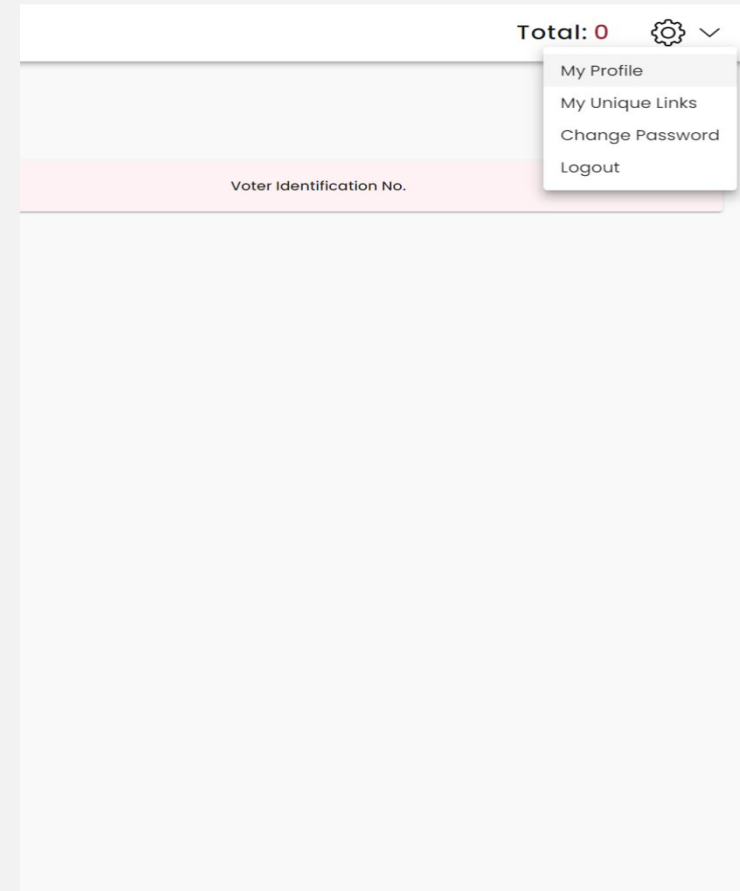 Total: 0
My Profile
My Unique Links
Change Password
Logout
Voter Identification No.